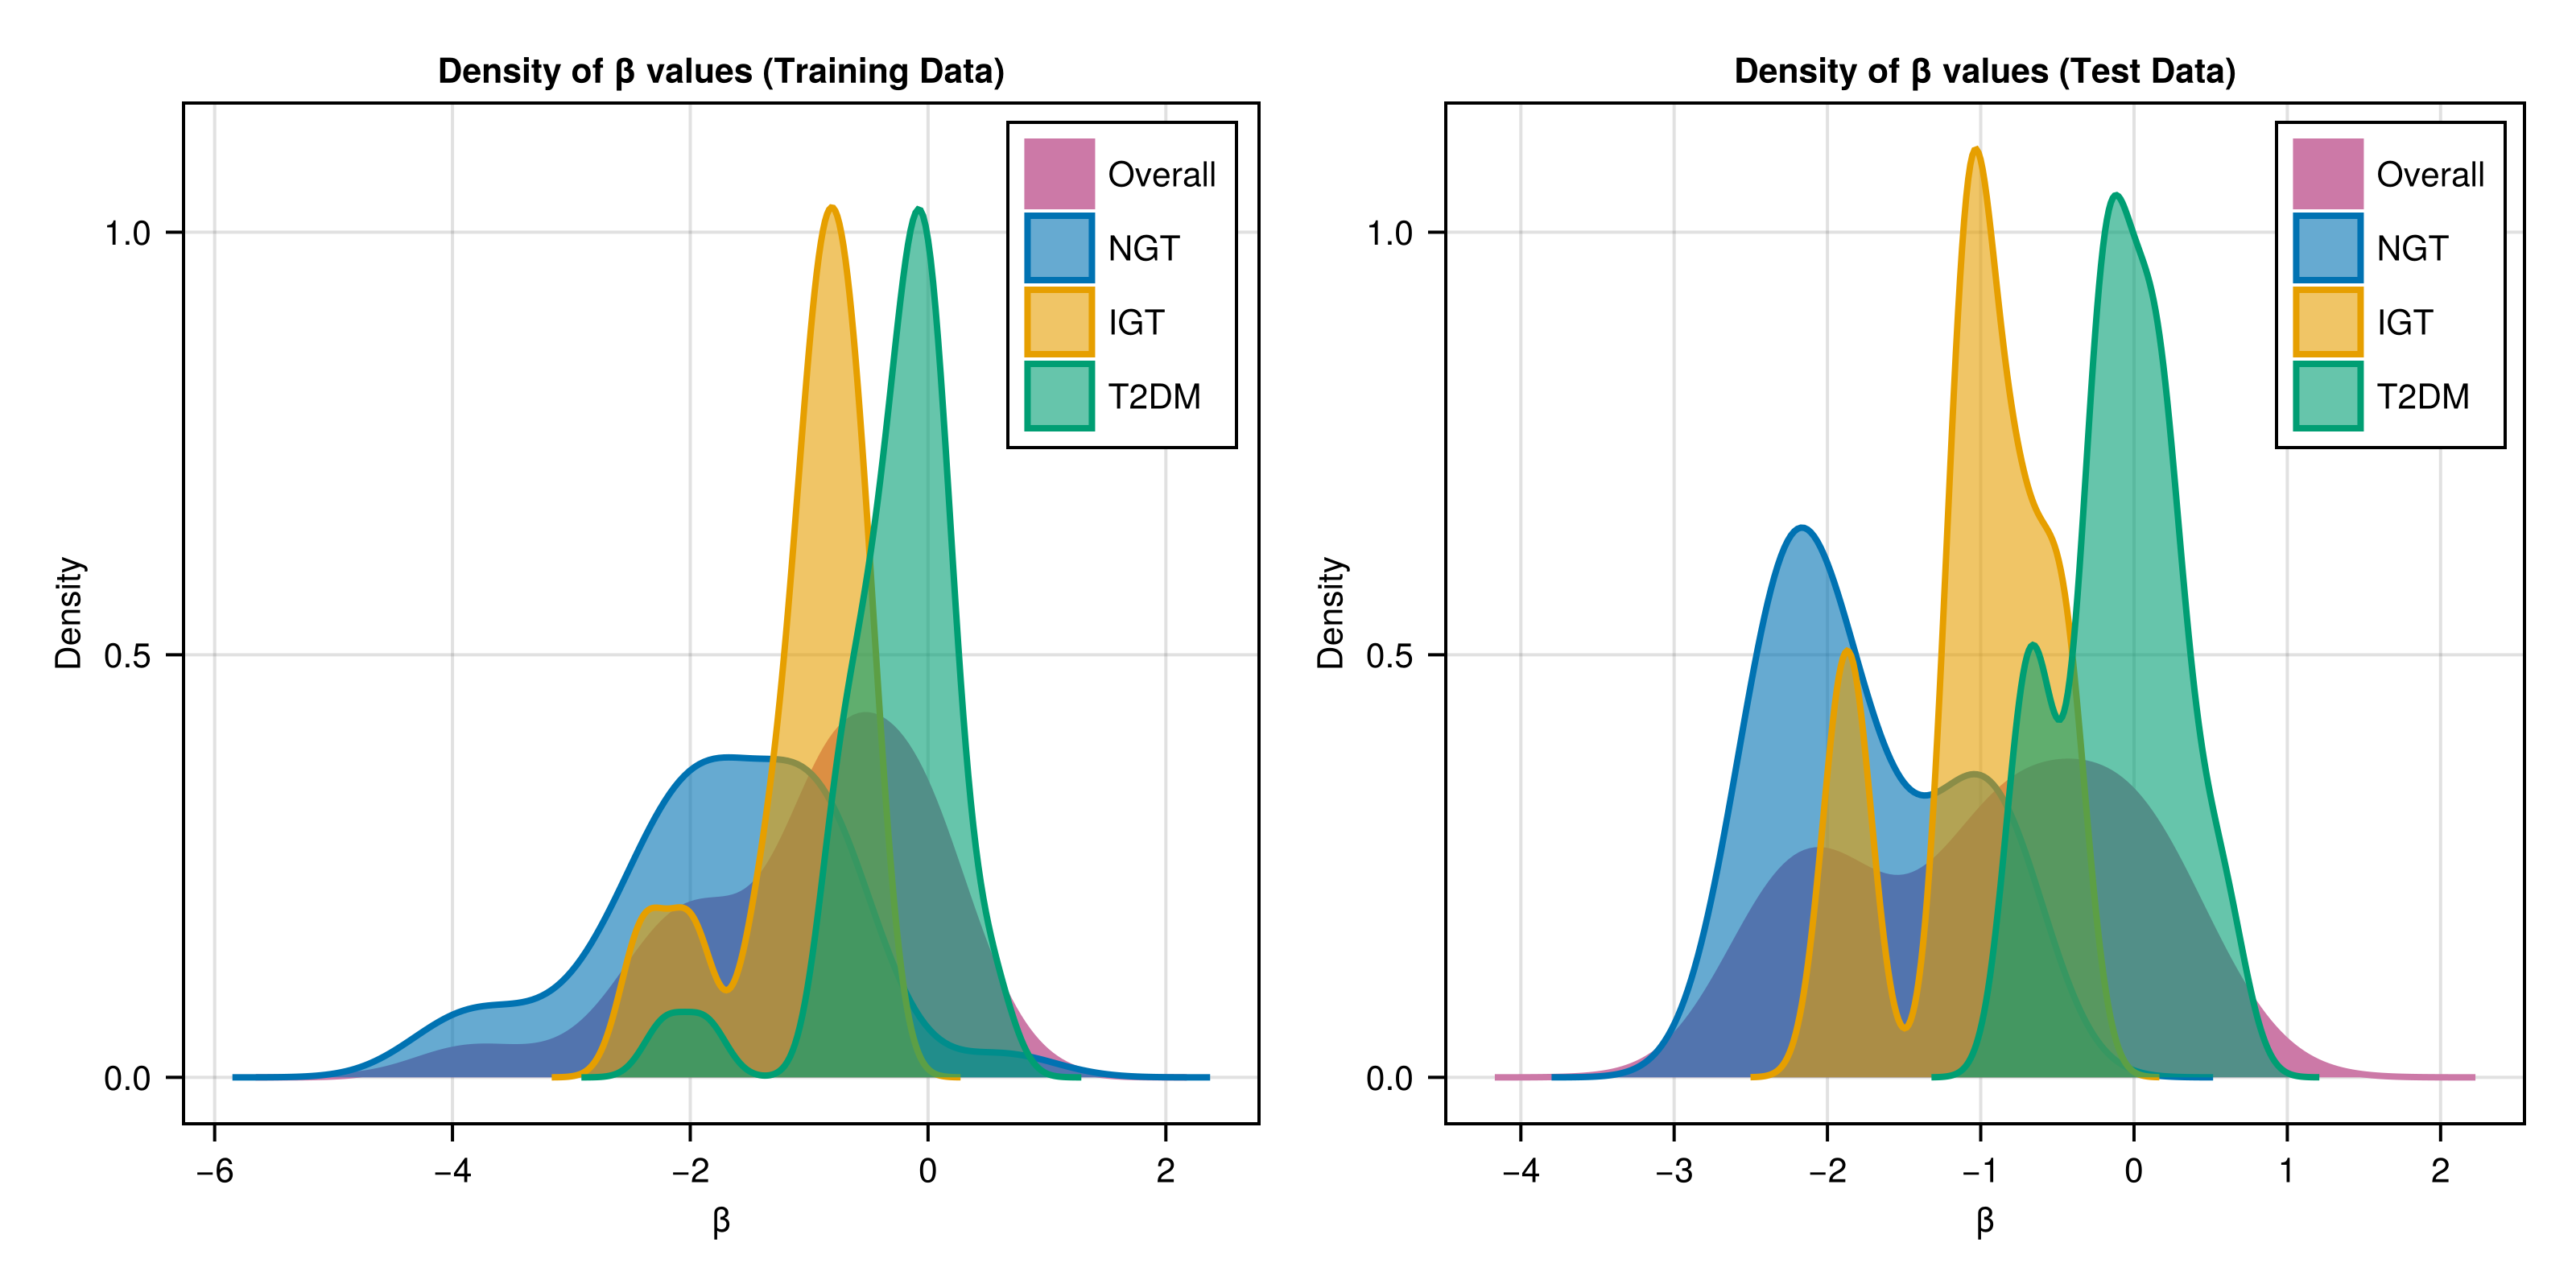 Density of β values (Training Data)
Density
1.0
0.5
0.0
−6
−4
−2
0
2
β
Overall
NGT
IGT
T2DM
Density of β values (Test Data)
Density
1.0
0.5
0.0
−4
−3
−2
−1
0
1
2
β
Overall
NGT
IGT
T2DM